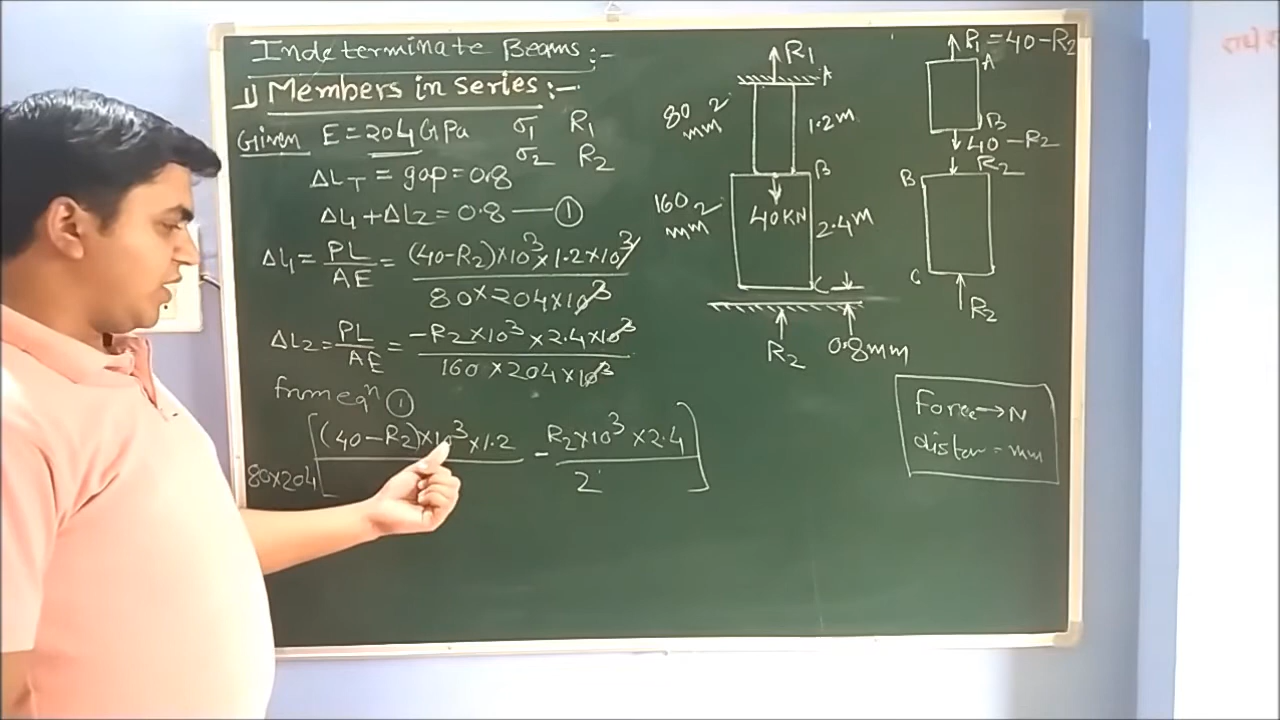 Indeterminate Beams:-
1) Members in series:-
Given E = 204 GPa σ1 R1
σ2 R2
ΔLT = gap = 0.8
ΔL1 + ΔL2 = 0.8 — ①
ΔL1 = PL/AE = (40-R2)×10³×1.2×10³ / 80×204×10³
ΔL2 = PL/AE = -R2×10³×2.4×10³ / 160×204×10³
from eqn ①
80×204 [(40-R2)×10³×1.2 - R2×10³×2.4 / 2]
R1
A
80 mm²
1.2m
B
160 mm²
40KN
2.4m
C
R2
0.8mm
R1 = 40-R2
A
B
40-R2
R2
B
C
R2
Force → N
distan = mm
राधे